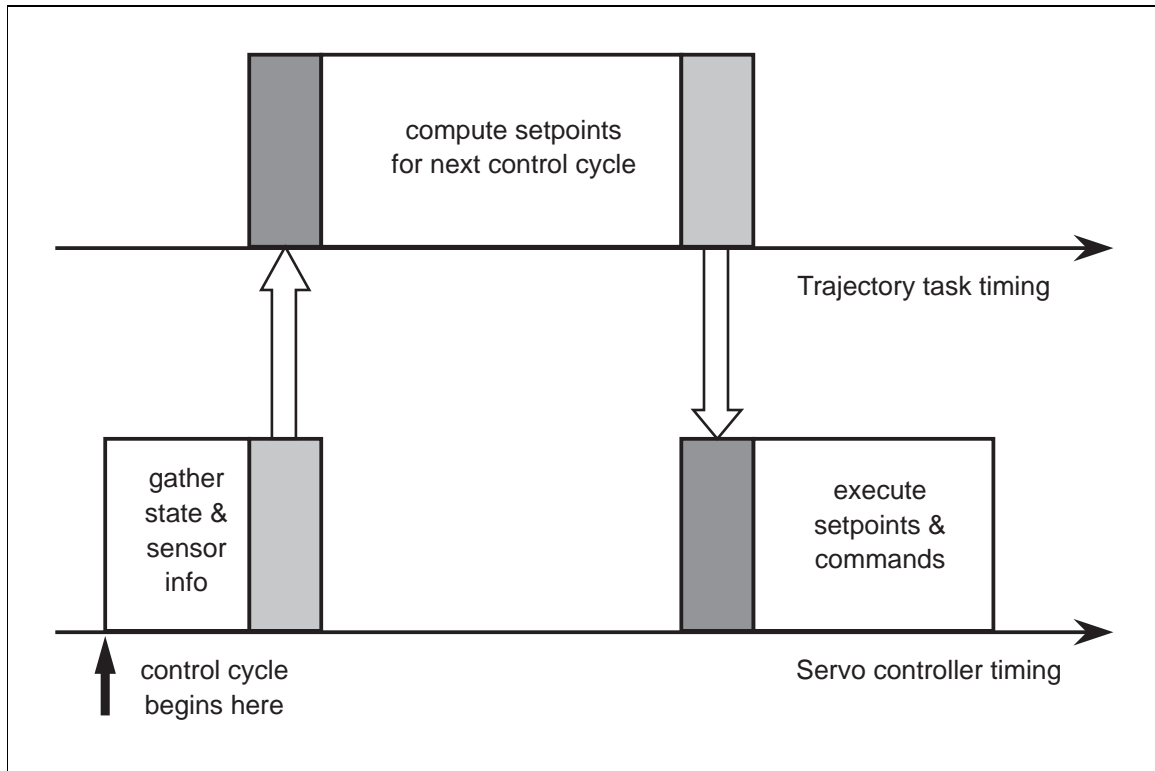 compute setpoints
for next control cycle
Trajectory task timing
gather
state &
sensor
info
execute
setpoints &
commands
control cycle
begins here
Servo controller timing